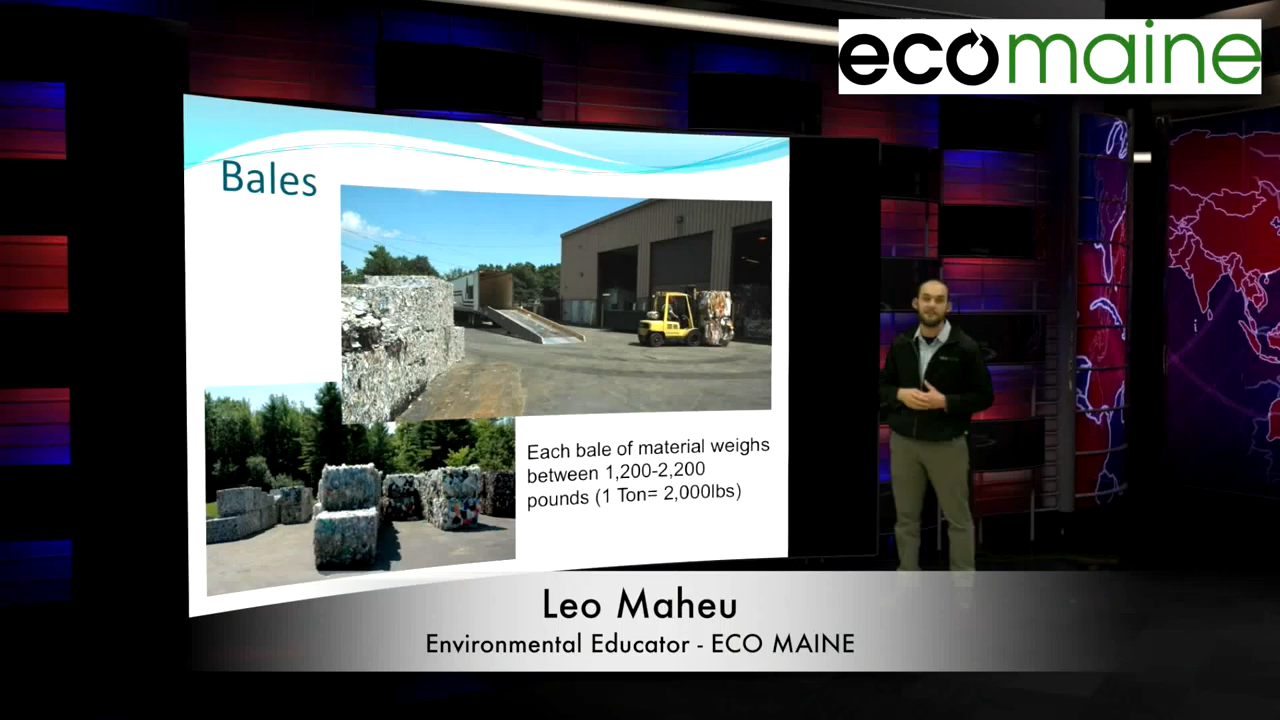 ecomaine
Bales
Each bale of material weighs
between 1,200-2,200
pounds (1 Ton= 2,000lbs)
Leo Maheu
Environmental Educator - ECO MAINE